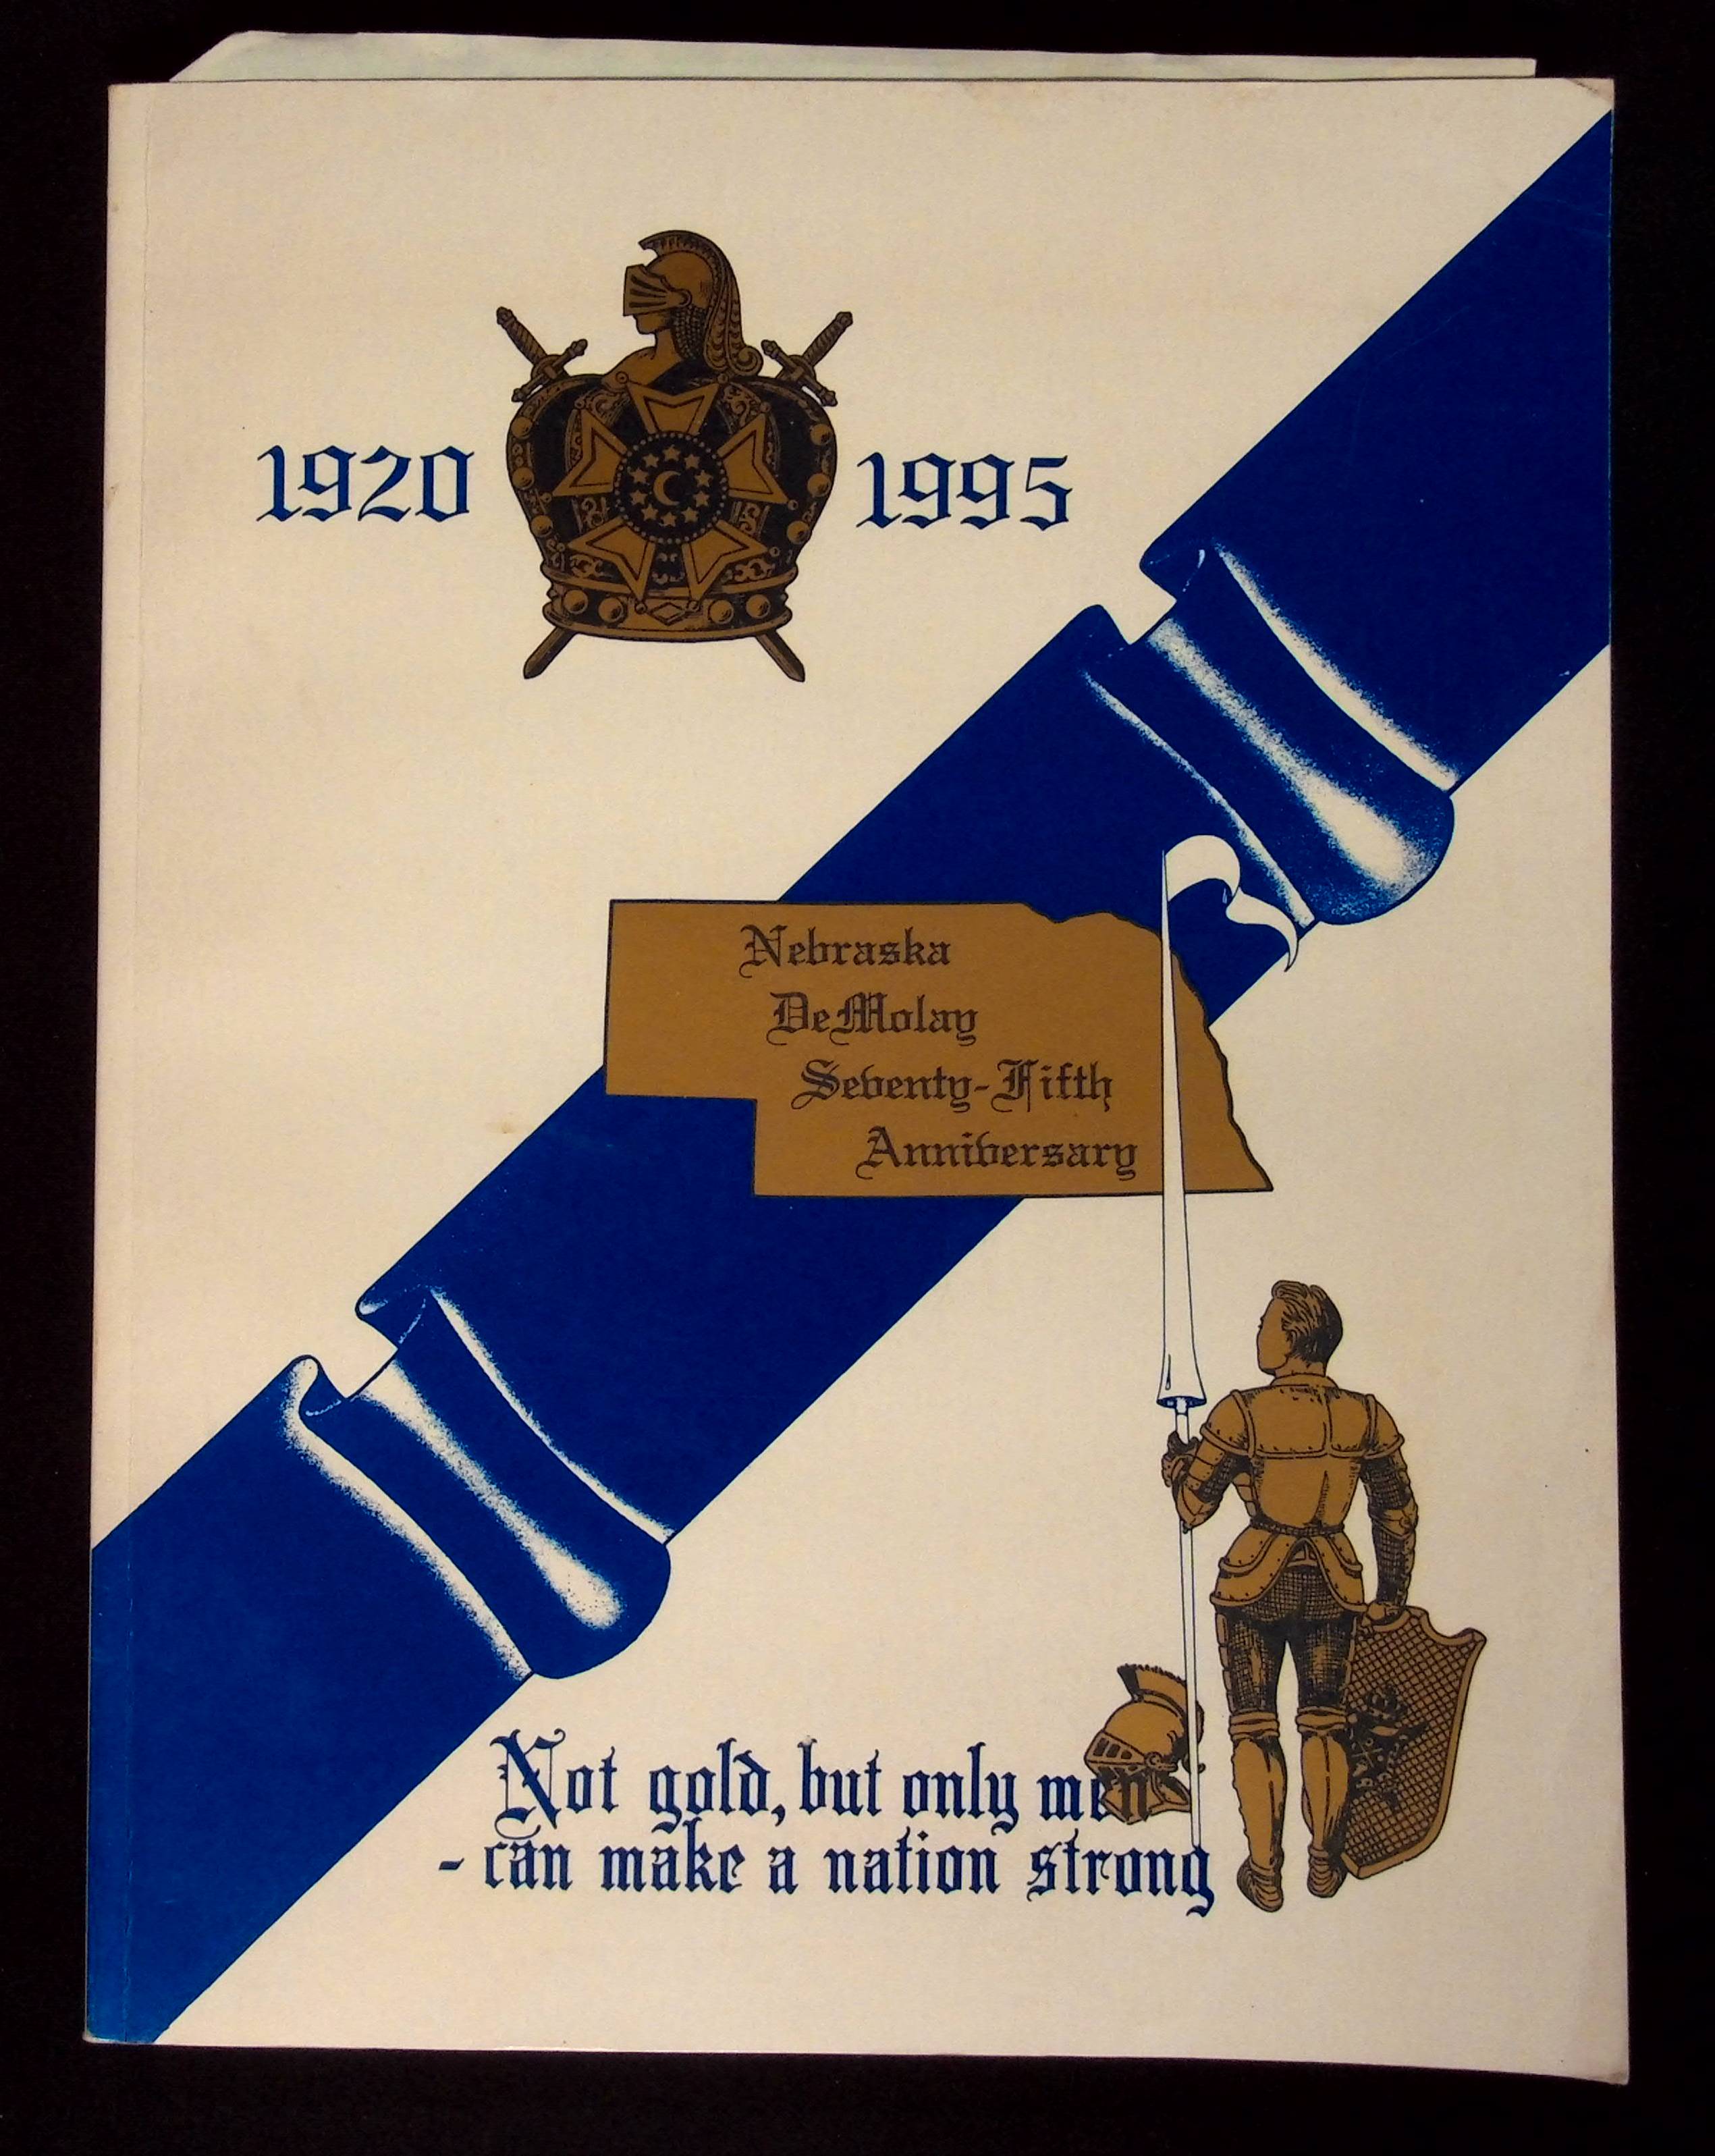 1920 1995
Nebraska
DeMolay
Seventy-Fifth
Anniversary
Not gold, but only men
- can make a nation strong